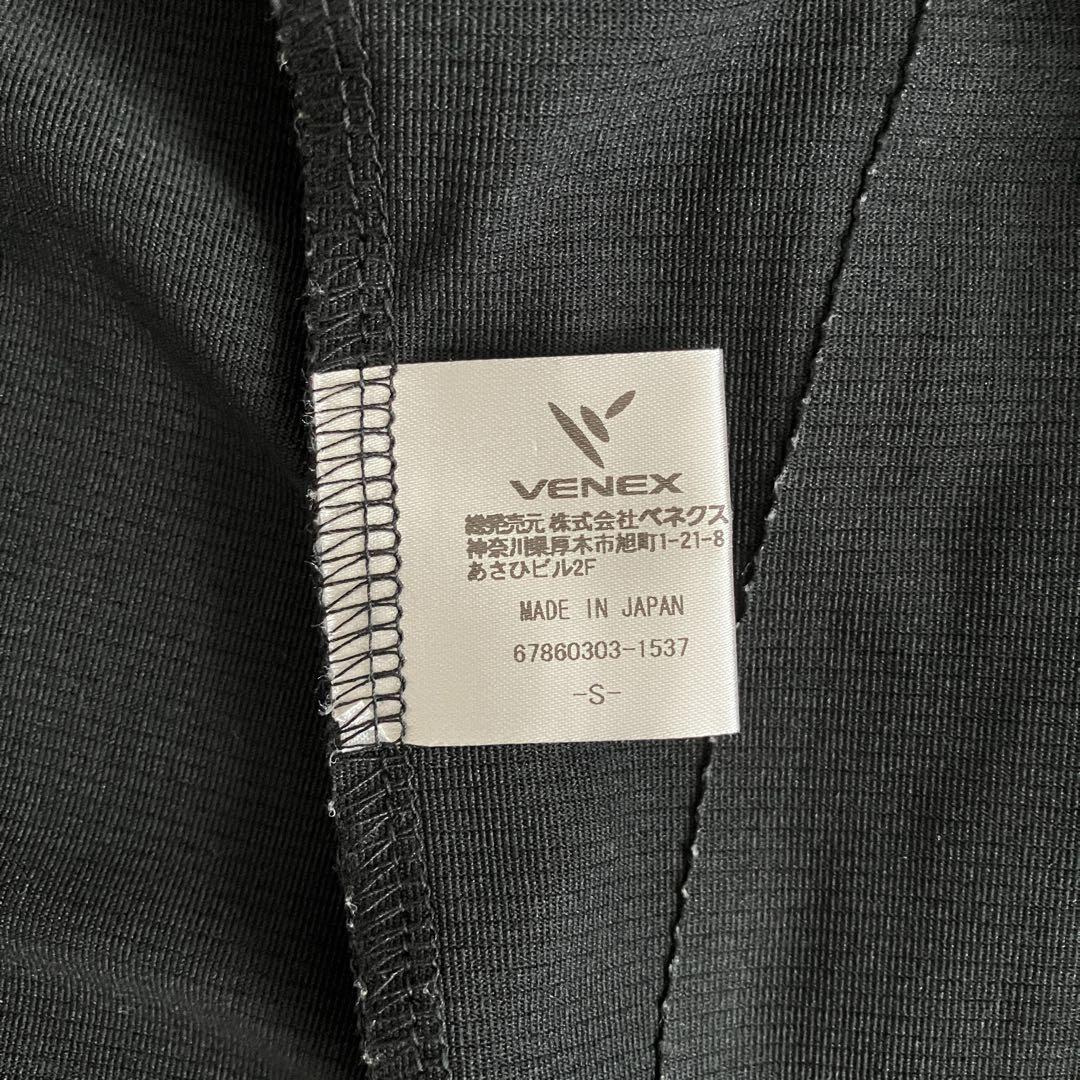 VENEX
総発売元 株式会社ベネクス
神奈川県厚木市旭町1-21-8
あさひビル2F
MADE IN JAPAN
67860303-1537
-S-